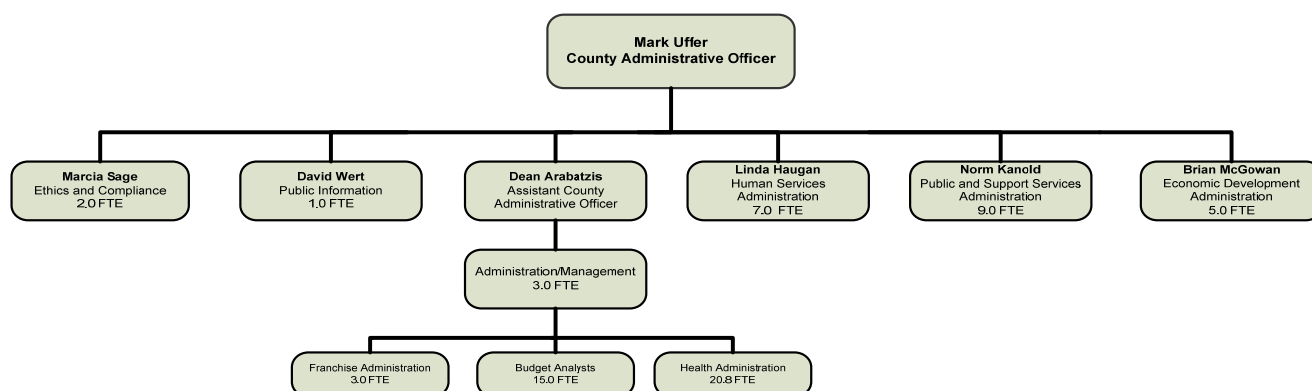 Mark Uffer
County Administrative Officer
Marcia Sage
Ethics and Compliance
2.0 FTE
David Wert
Public Information
1.0 FTE
Dean Arabatzis
Assistant County
Administrative Officer
Linda Haugan
Human Services
Administration
7.0 FTE
Norm Kanold
Public and Support Services
Administration
9.0 FTE
Brian McGowan
Economic Development
Administration
5.0 FTE
Administration/Management
3.0 FTE
Franchise Administration
3.0 FTE
Budget Analysts
15.0 FTE
Health Administration
20.8 FTE